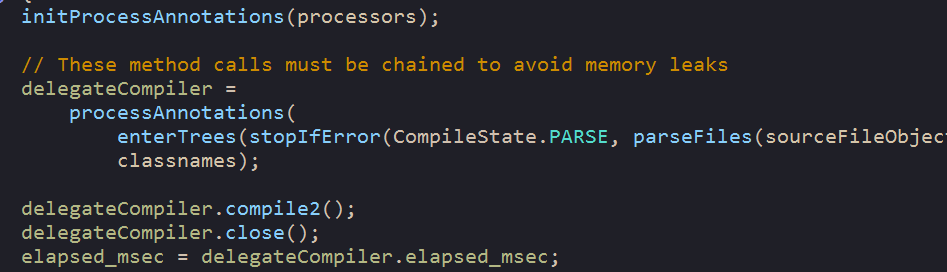 {
initProcessAnnotations(processors);
// These method calls must be chained to avoid memory leaks
delegateCompiler =
processAnnotations(
enterTrees(stopIfError(CompileState.PARSE, parseFiles(sourceFileObjec
classnames);
delegateCompiler.compile2();
delegateCompiler.close();
elapsed_msec = delegateCompiler.elapsed_msec;